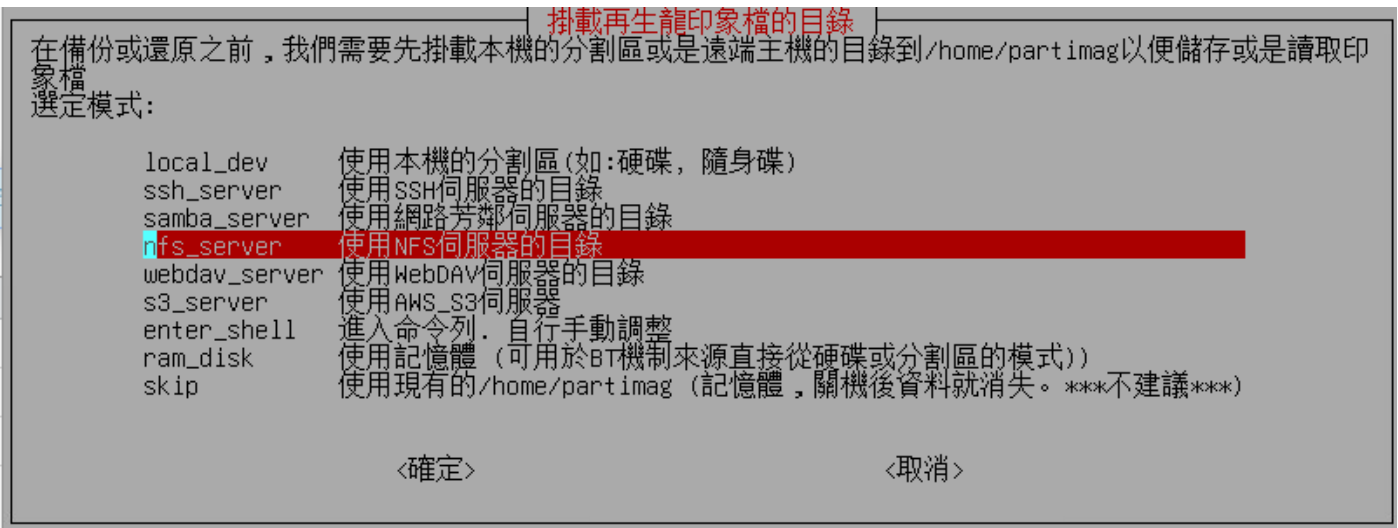 掛載再生龍印象檔的目錄
在備份或還原之前，我們需要先掛載本機的分割區或是遠端主機的目錄到/home/partimag以便儲存或是讀取印
象檔
選定模式:
local_dev 使用本機的分割區(如:硬碟, 隨身碟)
ssh_server 使用SSH伺服器的目錄
samba_server 使用網路芳鄰伺服器的目錄
nfs_server 使用NFS伺服器的目錄
webdav_server 使用WebDAV伺服器的目錄
s3_server 使用AWS_S3伺服器
enter_shell 進入命令列. 自行手動調整
ram_disk 使用記憶體 (可用於BT機制來源直接從硬碟或分割區的模式))
skip 使用現有的/home/partimag (記憶體，關機後資料就消失。***不建議***)
<確定> <取消>